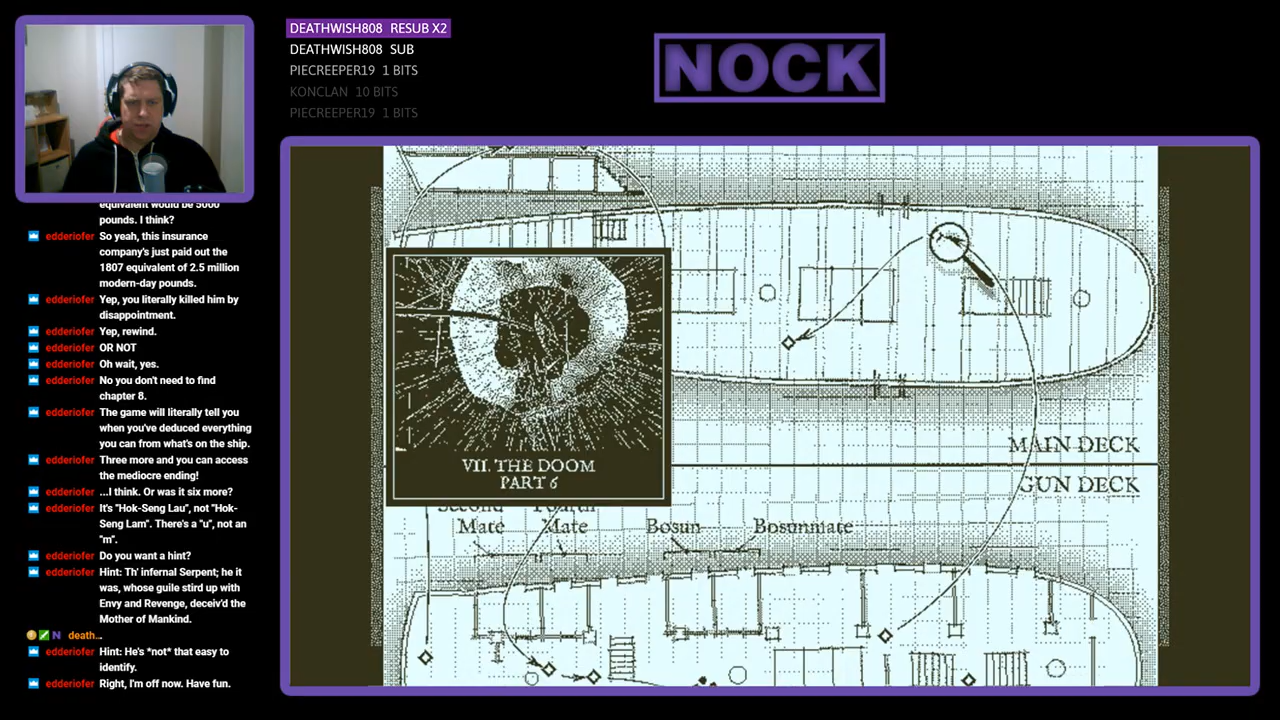 DEATHWISH808 RESUB X2
DEATHWISH808 SUB
PIECREEPER19 1 BITS
KONCLAN 10 BITS
PIECREEPER19 1 BITS
NOCK
equivalent would be 5000
pounds. I think?
edderiofer So yeah, this insurance
company's just paid out the
1807 equivalent of 2.5 million
modern-day pounds.
edderiofer Yep, you literally killed him by
disappointment.
edderiofer Yep, rewind.
edderiofer OR NOT
edderiofer Oh wait, yes.
edderiofer No you don't need to find
chapter 8.
edderiofer The game will literally tell you
when you've deduced everything
you can from what's on the ship.
edderiofer Three more and you can access
the mediocre ending!
edderiofer ...I think. Or was it six more?
edderiofer It's "Hok-Seng Lau", not "Hok-
Seng Lam". There's a "u", not an
"m".
edderiofer Do you want a hint?
edderiofer Hint: Th' infernal Serpent; he it
was, whose guile stird up with
Envy and Revenge, deceiv'd the
Mother of Mankind.
N death...
edderiofer Hint: He's *not* that easy to
identify.
edderiofer Right, I'm off now. Have fun.
VII. THE DOOM
PART 6
MAIN DECK
GUN DECK
Second Fourth
Mate Mate Bosun Bosunmate